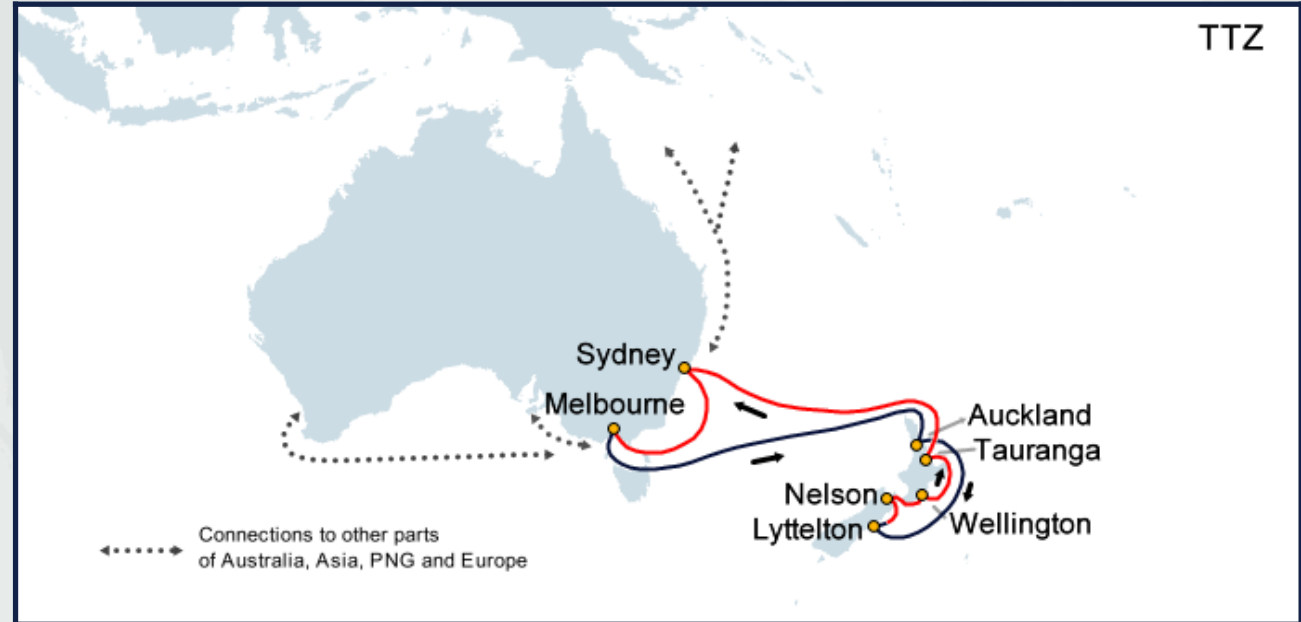 TTZ
Sydney
Melbourne
Auckland
Tauranga
Nelson
Lyttelton
Wellington
Connections to other parts
of Australia, Asia, PNG and Europe